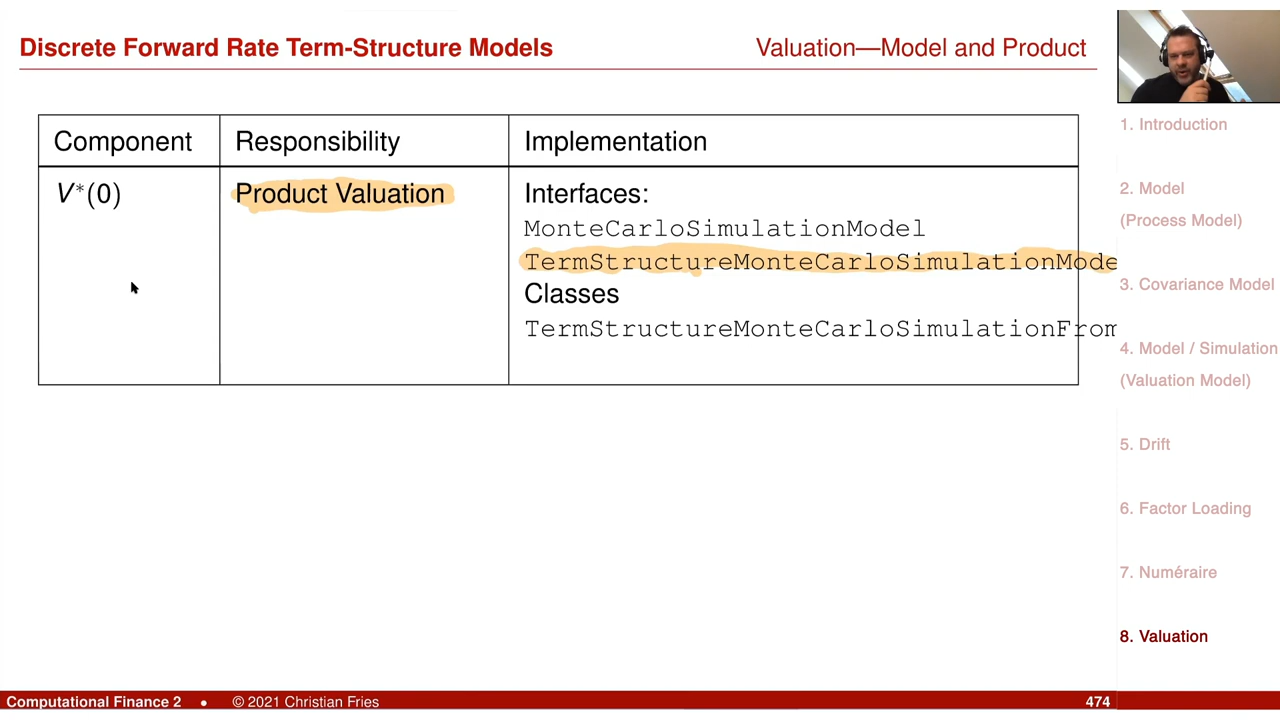 Discrete Forward Rate Term-Structure Models
Valuation—Model and Product
Component Responsibility Implementation
V*(0) Product Valuation Interfaces:
MonteCarloSimulationModel
TermStructureMonteCarloSimulationMode
Classes
TermStructureMonteCarloSimulationFrom
1. Introduction
2. Model
(Process Model)
3. Covariance Model
4. Model / Simulation
(Valuation Model)
5. Drift
6. Factor Loading
7. Numéraire
8. Valuation
Computational Finance 2 • © 2021 Christian Fries 474